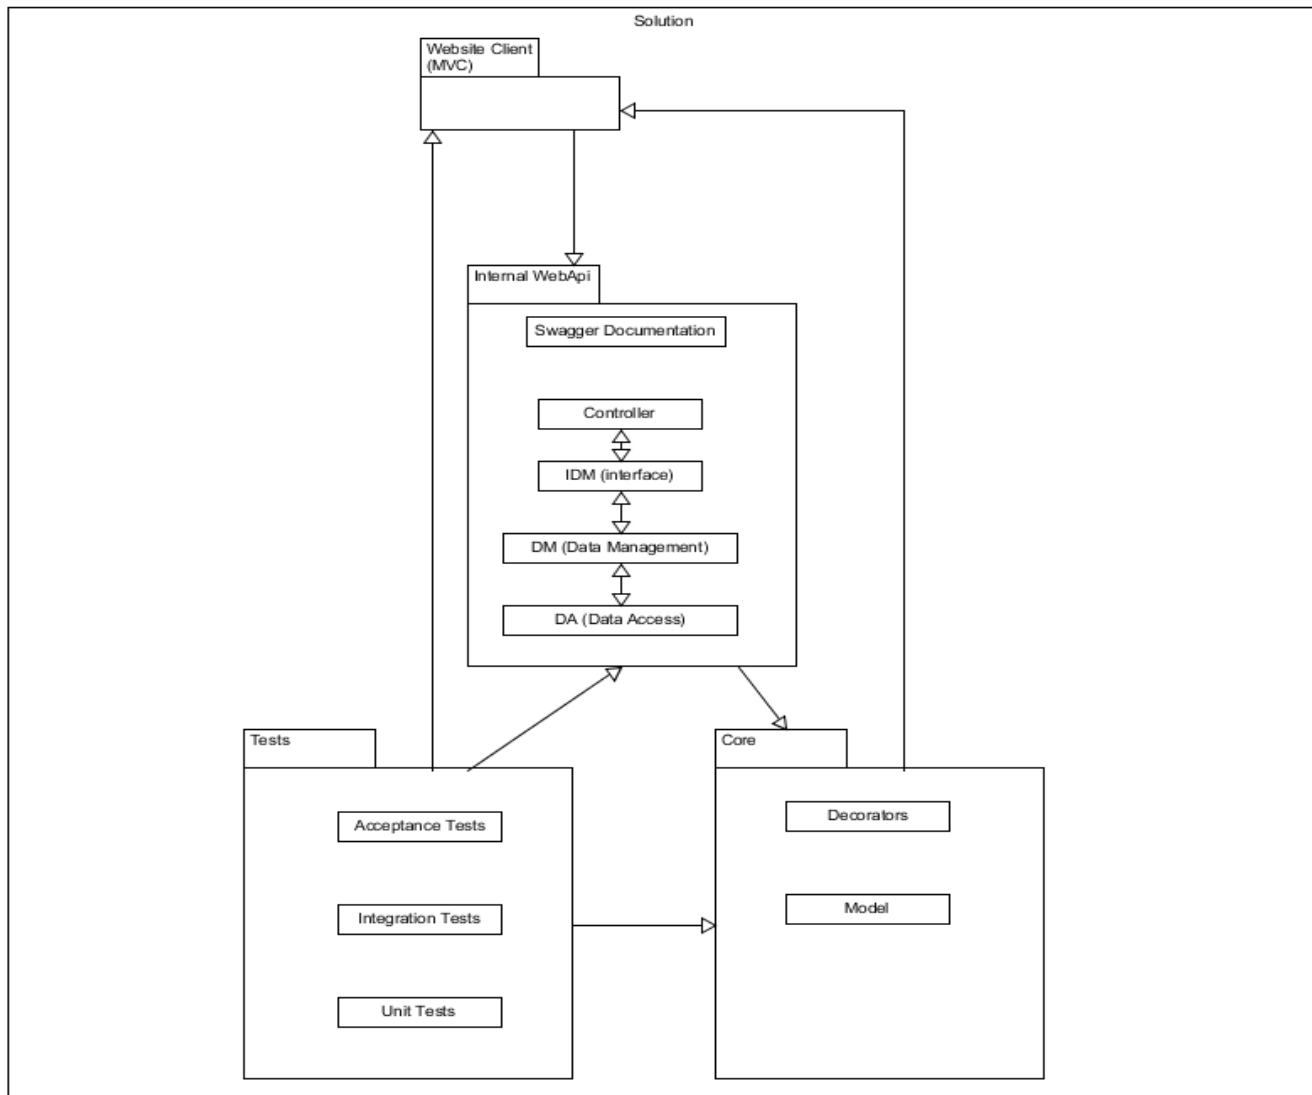 Solution
Website Client
(MVC)
Internal WebApi
Swagger Documentation
Controller
IDM (interface)
DM (Data Management)
DA (Data Access)
Tests
Acceptance Tests
Integration Tests
Unit Tests
Core
Decorators
Model